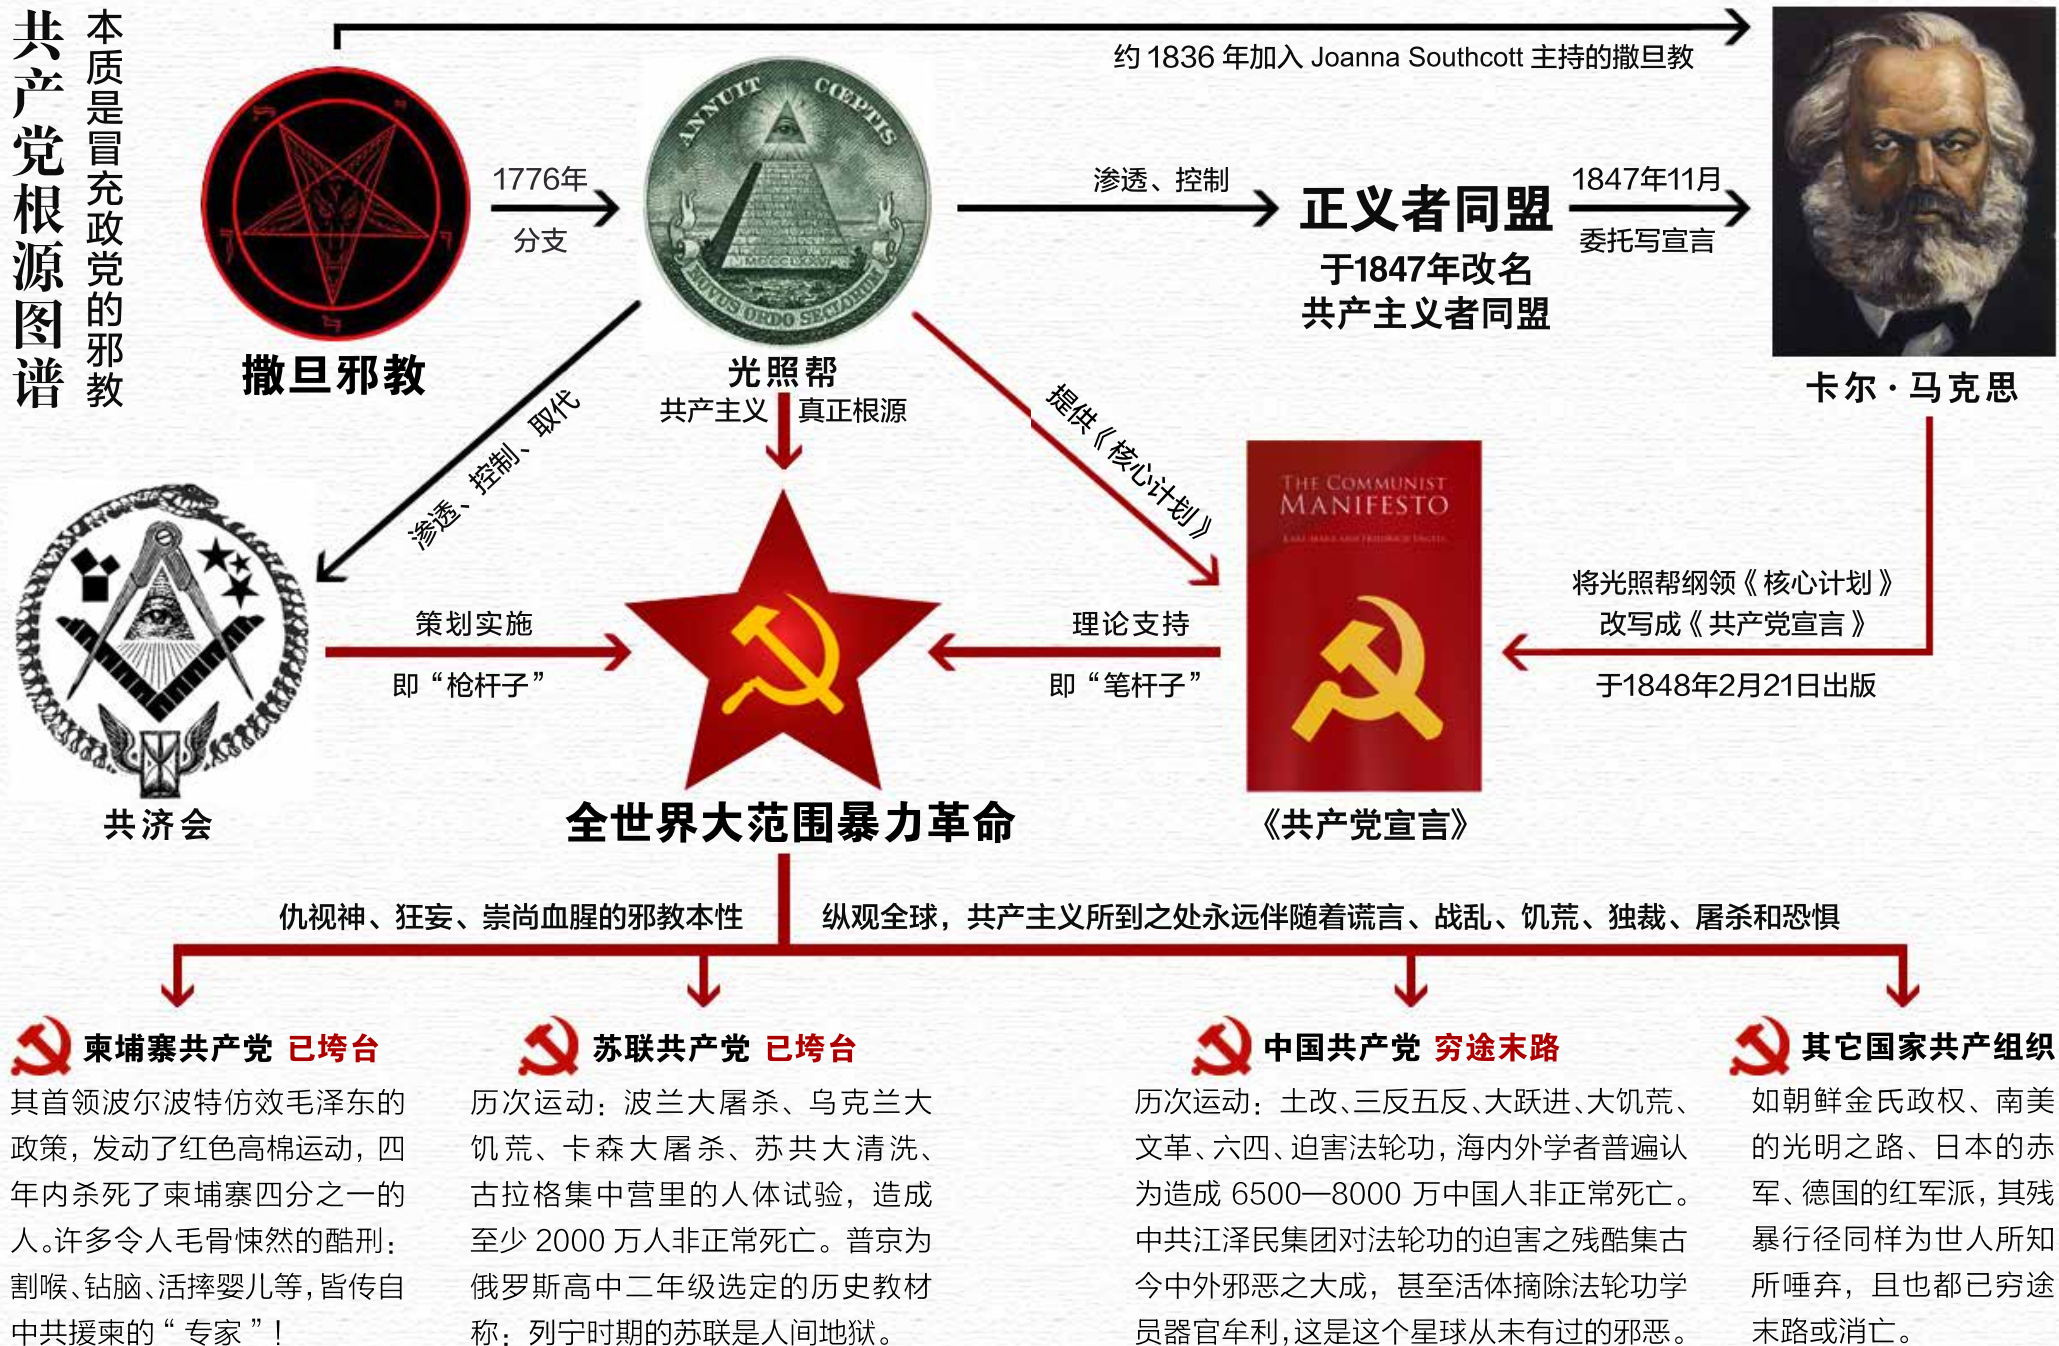 共产党根源图谱
本质是冒充政党的邪教
约 1836 年加入 Joanna Southcott 主持的撒旦教
1776年
分支
ANNUIT CŒPTIS
MDCCLXXVI
NOVUS ORDO SECLORUM
渗透、控制
正义者同盟
于1847年改名
共产主义者同盟
1847年11月
委托写宣言
撒旦邪教
光照帮
共产主义 真正根源
卡尔·马克思
渗透、控制、取代
提供《核心计划》
THE COMMUNIST
MANIFESTO
KARL MARX AND FRIEDRICH ENGELS
将光照帮纲领《核心计划》
改写成《共产党宣言》
于1848年2月21日出版
策划实施
即“枪杆子”
理论支持
即“笔杆子”
共济会
全世界大范围暴力革命
《共产党宣言》
仇视神、狂妄、崇尚血腥的邪教本性
纵观全球，共产主义所到之处永远伴随着谎言、战乱、饥荒、独裁、屠杀和恐惧
柬埔寨共产党 已垮台
其首领波尔波特仿效毛泽东的
政策，发动了红色高棉运动，四
年内杀死了柬埔寨四分之一的
人。许多令人毛骨悚然的酷刑：
割喉、钻脑、活摔婴儿等，皆传自
中共援柬的“专家”！
苏联共产党 已垮台
历次运动：波兰大屠杀、乌克兰大
饥荒、卡森大屠杀、苏共大清洗、
古拉格集中营里的人体试验，造成
至少 2000 万人非正常死亡。普京为
俄罗斯高中二年级选定的历史教材
称：列宁时期的苏联是人间地狱。
中国共产党 穷途末路
历次运动：土改、三反五反、大跃进、大饥荒、
文革、六四、迫害法轮功，海内外学者普遍认
为造成 6500—8000 万中国人非正常死亡。
中共江泽民集团对法轮功的迫害之残酷集古
今中外邪恶之大成，甚至活体摘除法轮功学
员器官牟利，这是这个星球从未有过的邪恶。
其它国家共产组织
如朝鲜金氏政权、南美
的光明之路、日本的赤
军、德国的红军派，其残
暴行径同样为世人所知
所唾弃，且也都已穷途
末路或消亡。